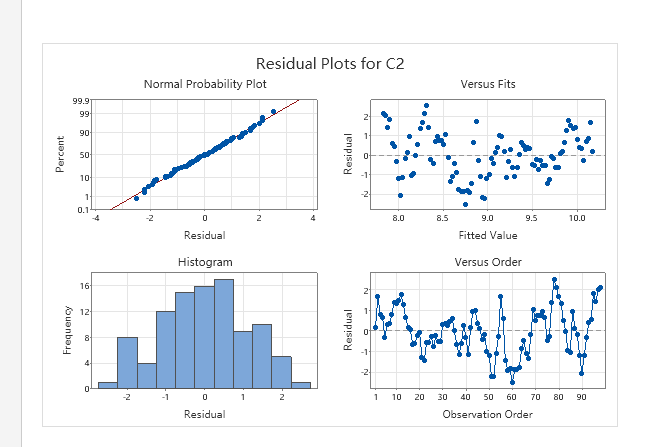 Residual Plots for C2
Normal Probability Plot
Versus Fits
99.9
99
90
50
10
1
0.1
Percent
-4 -2 0 2 4
Residual
2
1
0
-1
-2
Residual
8.0 8.5 9.0 9.5 10.0
Fitted Value
Histogram
Versus Order
16
12
8
4
0
Frequency
-2 -1 0 1 2
Residual
2
1
0
-1
-2
Residual
1 10 20 30 40 50 60 70 80 90
Observation Order